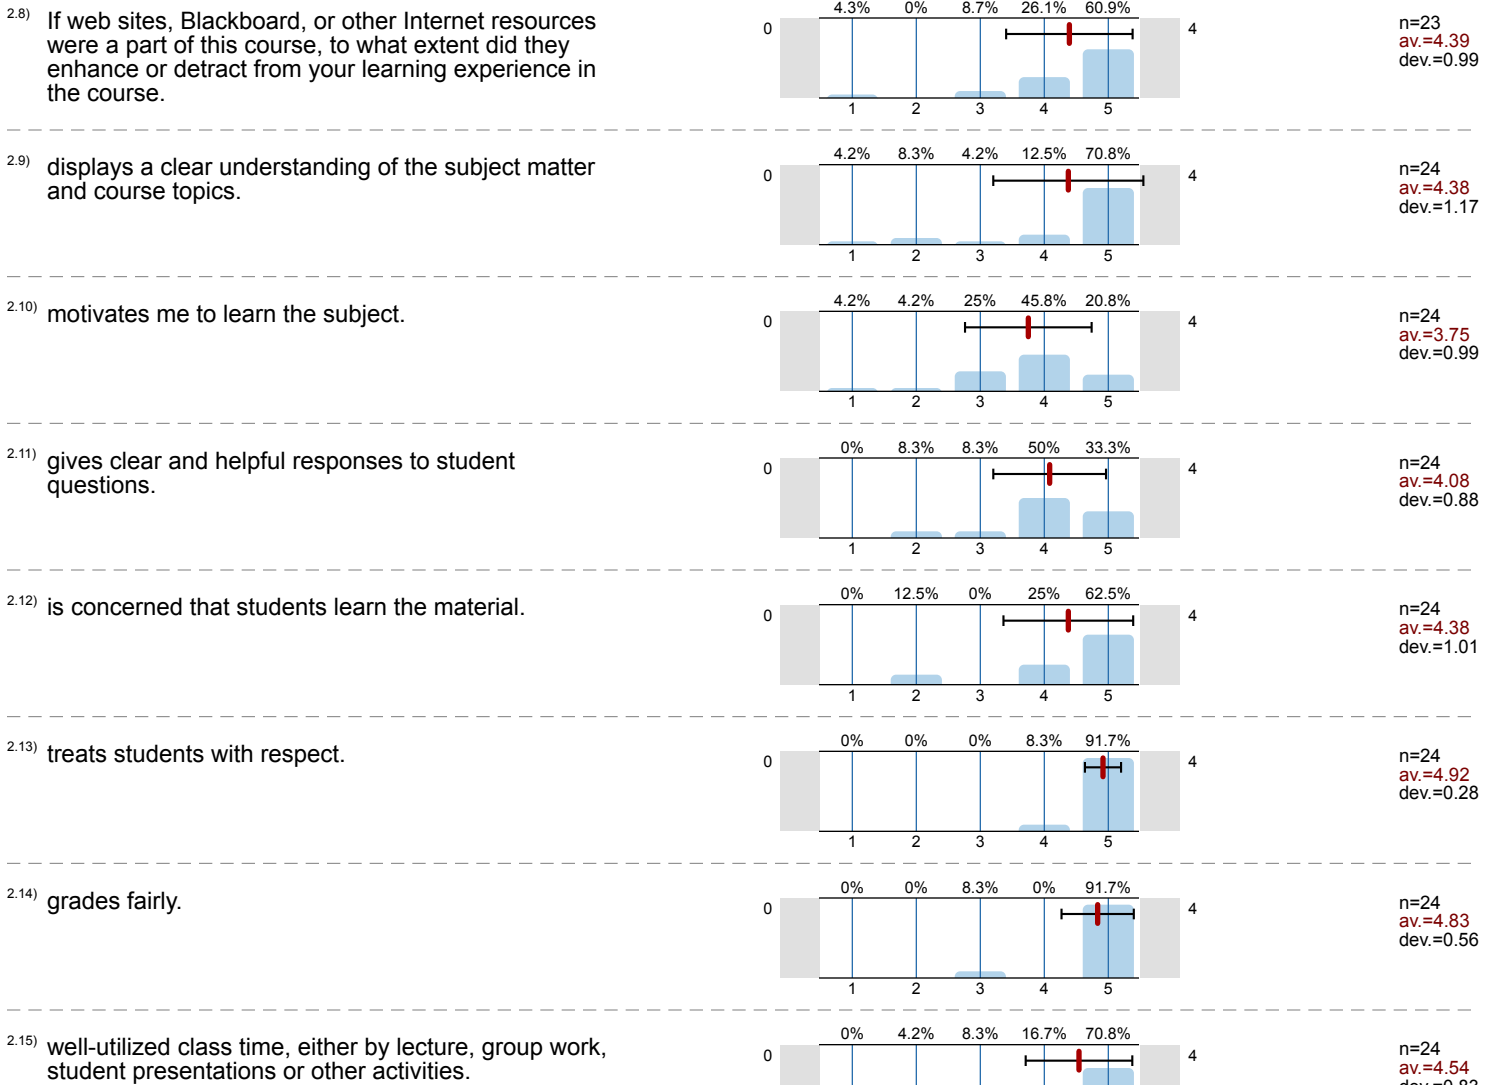 4.3% 0% 8.7% 26.1% 60.9%
2.8) If web sites, Blackboard, or other Internet resources
were a part of this course, to what extent did they
enhance or detract from your learning experience in
the course.
0 4
n=23
av.=4.39
dev.=0.99
1 2 3 4 5
4.2% 8.3% 4.2% 12.5% 70.8%
2.9) displays a clear understanding of the subject matter
and course topics.
0 4
n=24
av.=4.38
dev.=1.17
1 2 3 4 5
4.2% 4.2% 25% 45.8% 20.8%
2.10) motivates me to learn the subject.
0 4
n=24
av.=3.75
dev.=0.99
1 2 3 4 5
0% 8.3% 8.3% 50% 33.3%
2.11) gives clear and helpful responses to student
questions.
0 4
n=24
av.=4.08
dev.=0.88
1 2 3 4 5
0% 12.5% 0% 25% 62.5%
2.12) is concerned that students learn the material.
0 4
n=24
av.=4.38
dev.=1.01
1 2 3 4 5
0% 0% 0% 8.3% 91.7%
2.13) treats students with respect.
0 4
n=24
av.=4.92
dev.=0.28
1 2 3 4 5
0% 0% 8.3% 0% 91.7%
2.14) grades fairly.
0 4
n=24
av.=4.83
dev.=0.56
1 2 3 4 5
0% 4.2% 8.3% 16.7% 70.8%
2.15) well-utilized class time, either by lecture, group work,
student presentations or other activities.
0 4
n=24
av.=4.54
dev.=0.83